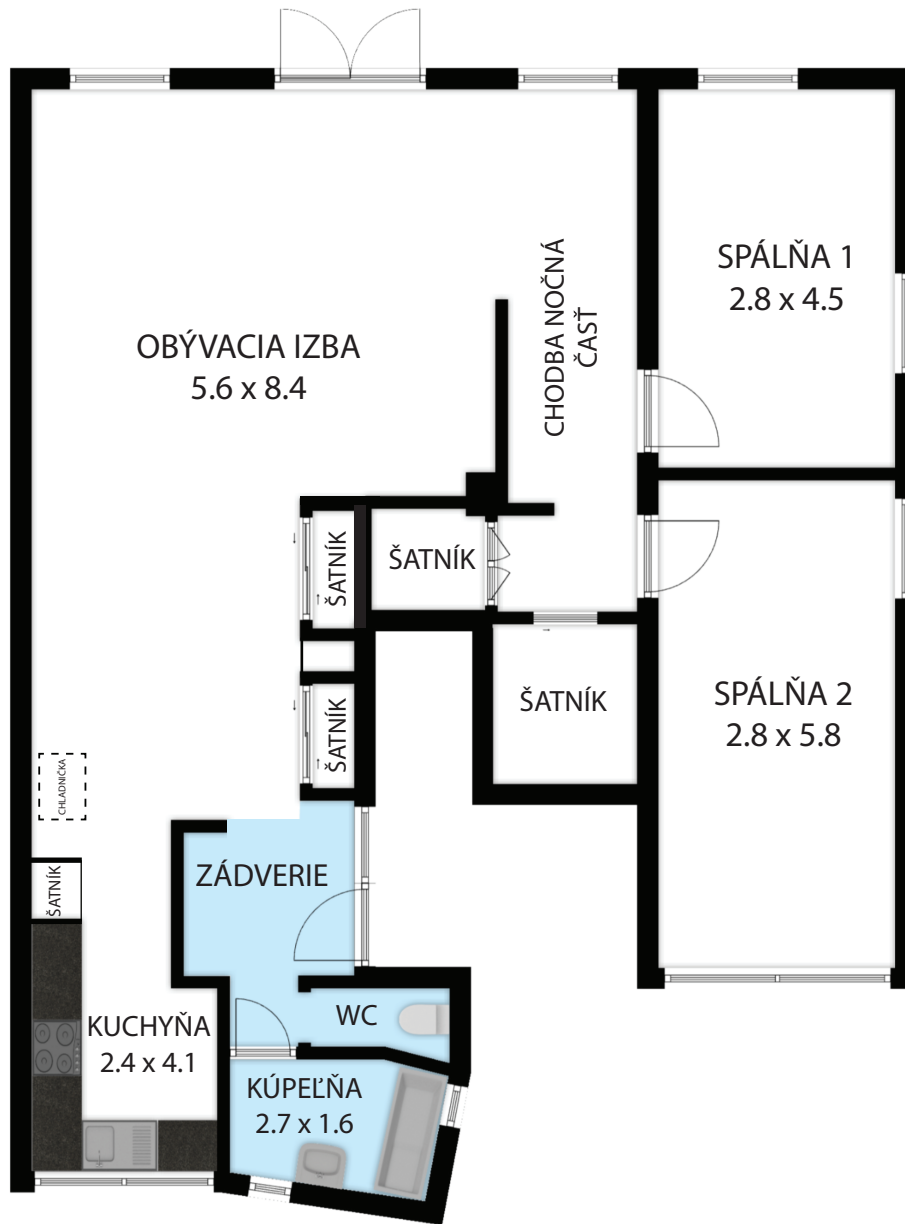 SPÁLŇA 1
2.8 x 4.5
CHODBA NOČNÁ
ČASŤ
OBÝVACIA IZBA
5.6 x 8.4
ŠATNÍK
ŠATNÍK
ŠATNÍK
ŠATNÍK
SPÁLŇA 2
2.8 x 5.8
CHLADNIČKA
ZÁDVERIE
ŠATNÍK
WC
KUCHYŇA
2.4 x 4.1
KÚPEĽŇA
2.7 x 1.6